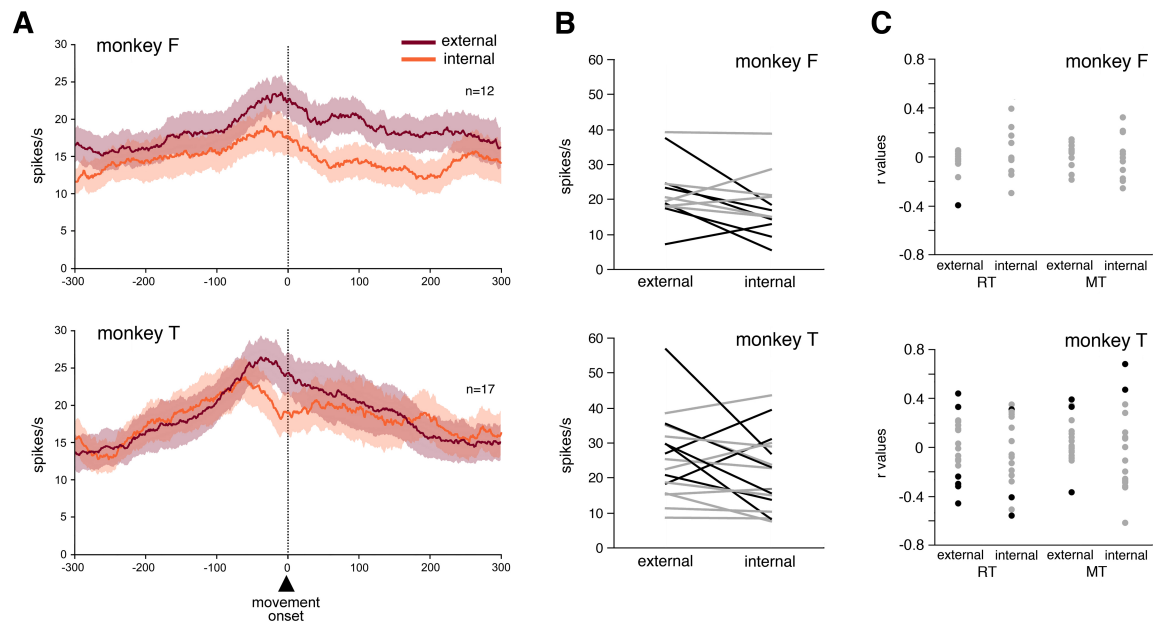 A
monkey F
external
internal
n=12
spikes/s
30
25
20
15
10
5
0
-300 -200 -100 0 100 200 300
monkey T
n=17
spikes/s
30
25
20
15
10
5
0
-300 -200 -100 0 100 200 300
movement
onset
B
monkey F
spikes/s
60
50
40
30
20
10
0
external internal
monkey T
spikes/s
60
50
40
30
20
10
0
external internal
C
monkey F
r values
0.8
0.4
0
-0.4
-0.8
external internal external internal
RT MT
monkey T
r values
0.8
0.4
0
-0.4
-0.8
external internal external internal
RT MT